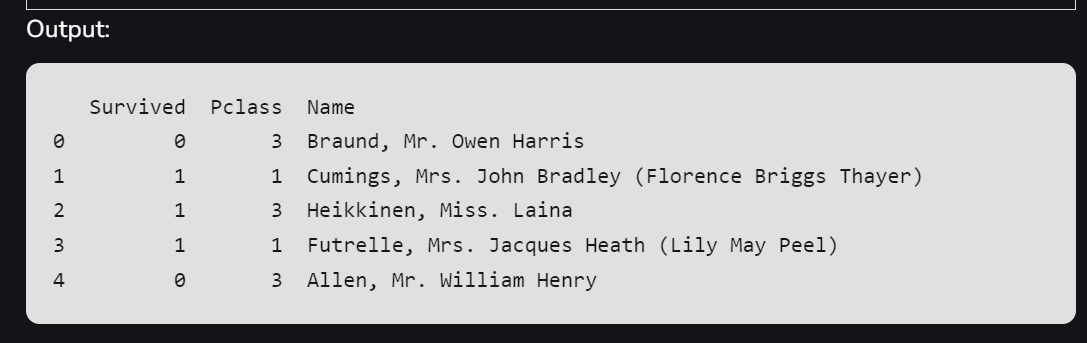 Output:
Survived Pclass Name
0 0 3 Braund, Mr. Owen Harris
1 1 1 Cumings, Mrs. John Bradley (Florence Briggs Thayer)
2 1 3 Heikkinen, Miss. Laina
3 1 1 Futrelle, Mrs. Jacques Heath (Lily May Peel)
4 0 3 Allen, Mr. William Henry